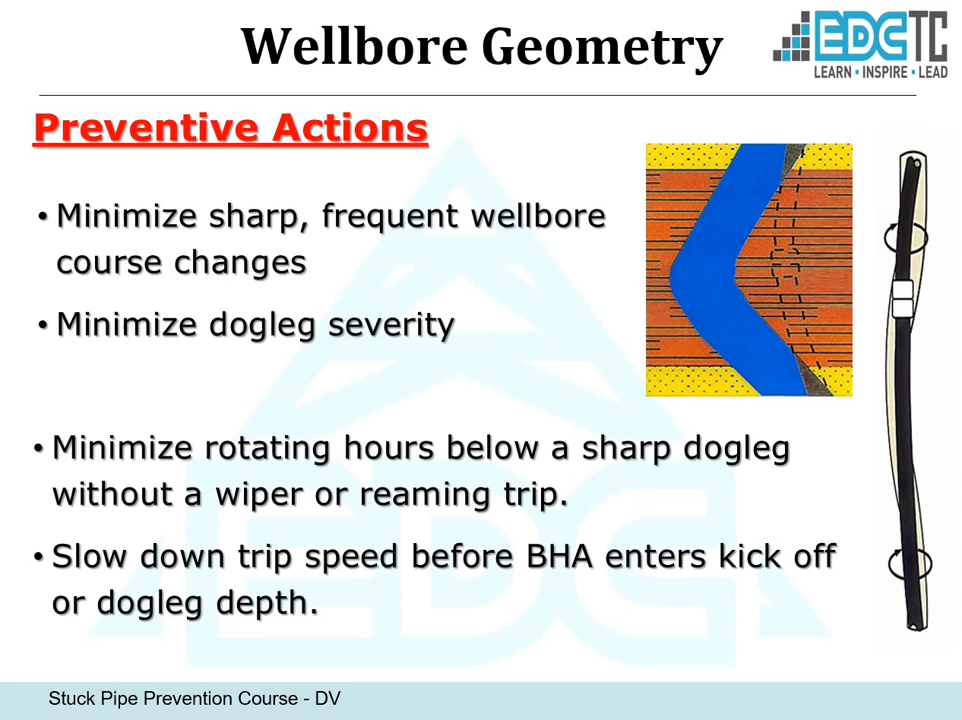 Wellbore Geometry
EDCTC
LEARN · INSPIRE · LEAD
Preventive Actions
• Minimize sharp, frequent wellbore
course changes
• Minimize dogleg severity
• Minimize rotating hours below a sharp dogleg
without a wiper or reaming trip.
• Slow down trip speed before BHA enters kick off
or dogleg depth.
EDC
Stuck Pipe Prevention Course - DV